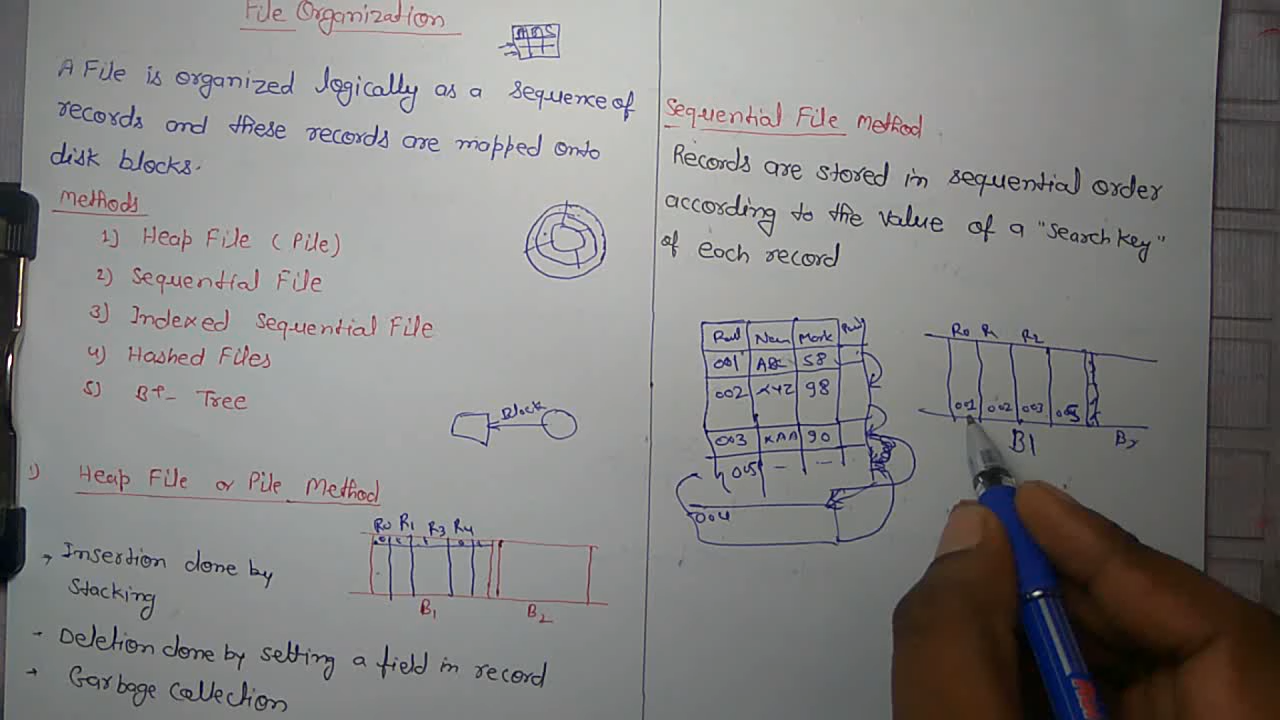 File Organization
A File is organized logically as a sequence of
records and these records are mapped onto
disk blocks.
Methods
1) Heap File (Pile)
2) Sequential File
3) Indexed Sequential File
4) Hashed Files
5) B+- Tree
Block
1) Heap File or Pile Method
R0 R1 R3 R4
B1 B2
, Insertion done by
Stacking
- Deletion done by setting a field in record
- Garbage Collection
Sequential File Method
Records are stored in sequential order
according to the value of a "Search key"
of each record
Mark
001 ABC 58
002 XYZ 98
003 KAA 90
005 - -
004
R0 R1 R2
001 002 003 005
B1